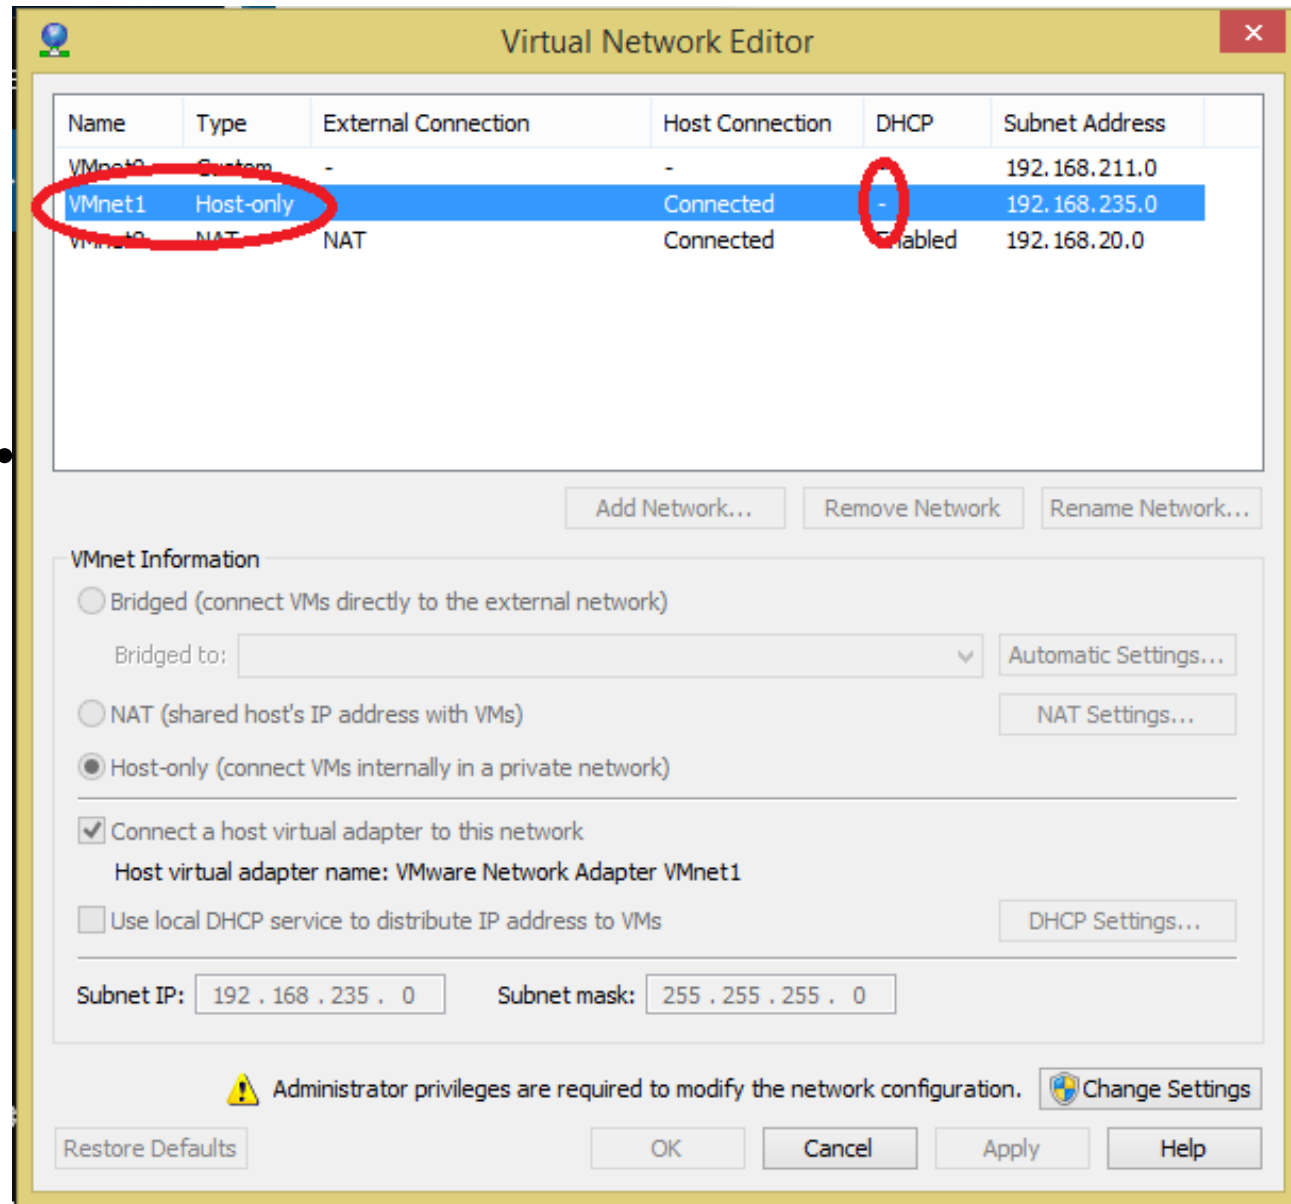 Virtual Network Editor
Name Type External Connection Host Connection DHCP Subnet Address
VMnet0 Custom - - 192.168.211.0
VMnet1 Host-only Connected - 192.168.235.0
NAT NAT Connected Enabled 192.168.20.0
Add Network... Remove Network Rename Network...
VMnet Information
Bridged (connect VMs directly to the external network)
Bridged to: Automatic Settings...
NAT (shared host's IP address with VMs) NAT Settings...
Host-only (connect VMs internally in a private network)
Connect a host virtual adapter to this network
Host virtual adapter name: VMware Network Adapter VMnet1
Use local DHCP service to distribute IP address to VMs DHCP Settings...
Subnet IP: 192 . 168 . 235 . 0 Subnet mask: 255 . 255 . 255 . 0
Administrator privileges are required to modify the network configuration. Change Settings
Restore Defaults OK Cancel Apply Help